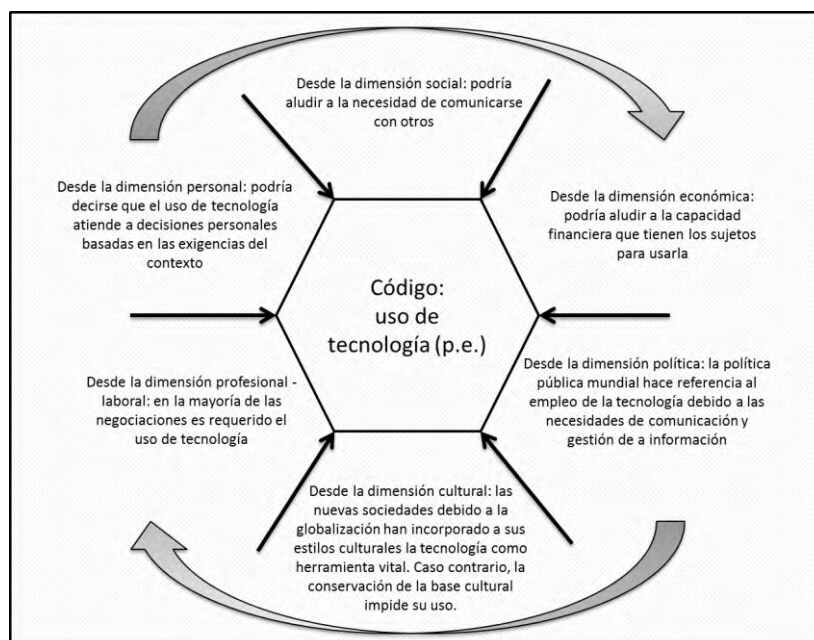 Desde la dimensión social: podría
aludir a la necesidad de comunicarse
con otros
Desde la dimensión personal: podría
decirse que el uso de tecnología
atiende a decisiones personales
basadas en las exigencias del
contexto
Desde la dimensión económica:
podría aludir a la capacidad
financiera que tienen los sujetos
para usarla
Código:
uso de
tecnología (p.e.)
Desde la dimensión profesional -
laboral: en la mayoría de las
negociaciones es requerido el
uso de tecnología
Desde la dimensión política: la política
pública mundial hace referencia al
empleo de la tecnología debido a las
necesidades de comunicación y
gestión de a información
Desde la dimensión cultural: las
nuevas sociedades debido a la
globalización han incorporado a sus
estilos culturales la tecnología como
herramienta vital. Caso contrario, la
conservación de la base cultural
impide su uso.